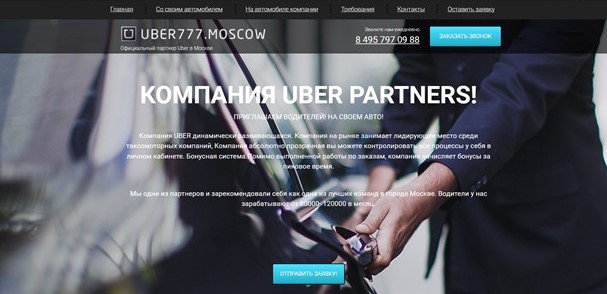 Главная Со своим автомобилем На автомобиле компании Требования Контакты Оставить заявку
UBER777.MOSCOW
Официальный партнер Uber в Москве
Звоните нам ежедневно
8 495 797 09 88
ЗАКАЗАТЬ ЗВОНОК
КОМПАНИЯ UBER PARTNERS!
ПРИГЛАШАЕМ ВОДИТЕЛЕЙ! НА СВОЕМ АВТО!
Компания UBER динамически развивающаяся. Компания на рынке занимает лидирующее место среди
таксомоторных компаний, Компания абсолютно прозрачная вы можете контролировать все процессы у себя в
личном кабинете. Бонусная система. Помимо выполненной работы по заказам, компания начисляет бонусы за
пиковое время.
Мы одни из партнеров и зарекомендовали себя как одни из лучших команд в городе Москве. Водители у нас
зарабатывают от 80000- 120000 в месяц.
ОТПРАВИТЬ ЗАЯВКУ!